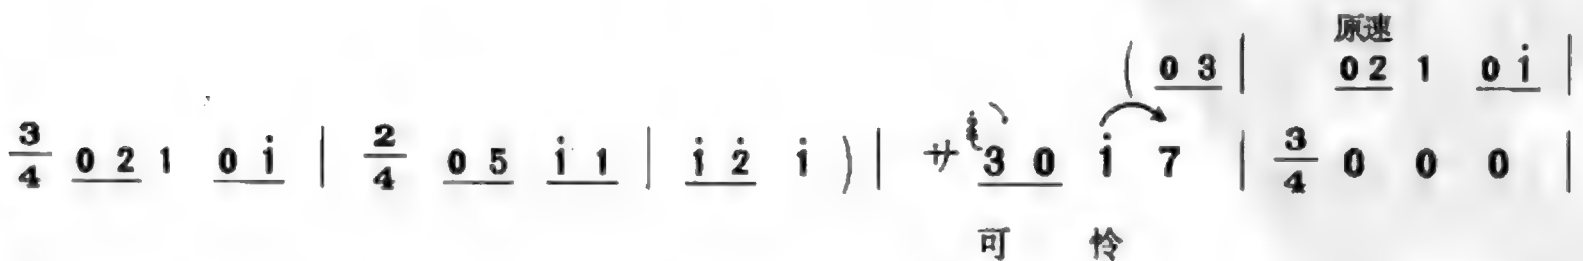 ( 0 3 | 原速 0 2 1 0 i̇ |
3/4 0 2 1 0 i̇ | 2/4 0 5 i̇ 1 | i̇ 2̇ i̇ ) | サ 3 0 i̇ 7 | 3/4 0 0 0 |
可 怜